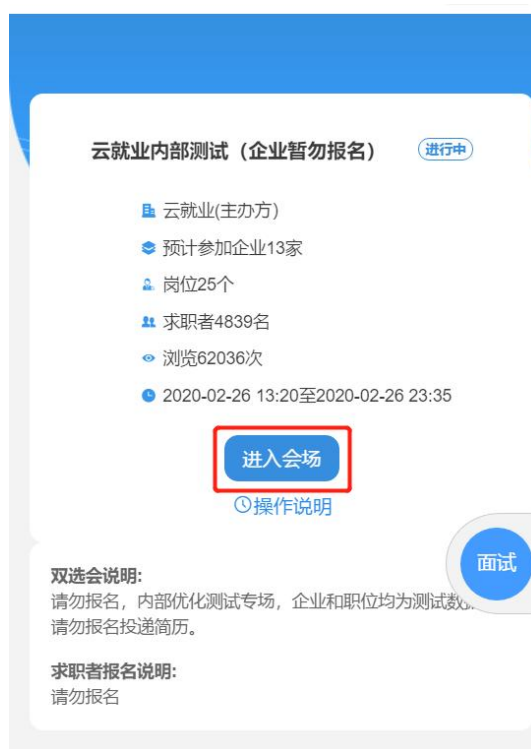 云就业内部测试（企业暂勿报名）
进行中
云就业(主办方)
预计参加企业13家
岗位25个
求职者4839名
浏览62036次
2020-02-26 13:20至2020-02-26 23:35
进入会场
操作说明
面试
双选会说明:
请勿报名，内部优化测试专场，企业和职位均为测试数
请勿报名投递简历。
求职者报名说明:
请勿报名